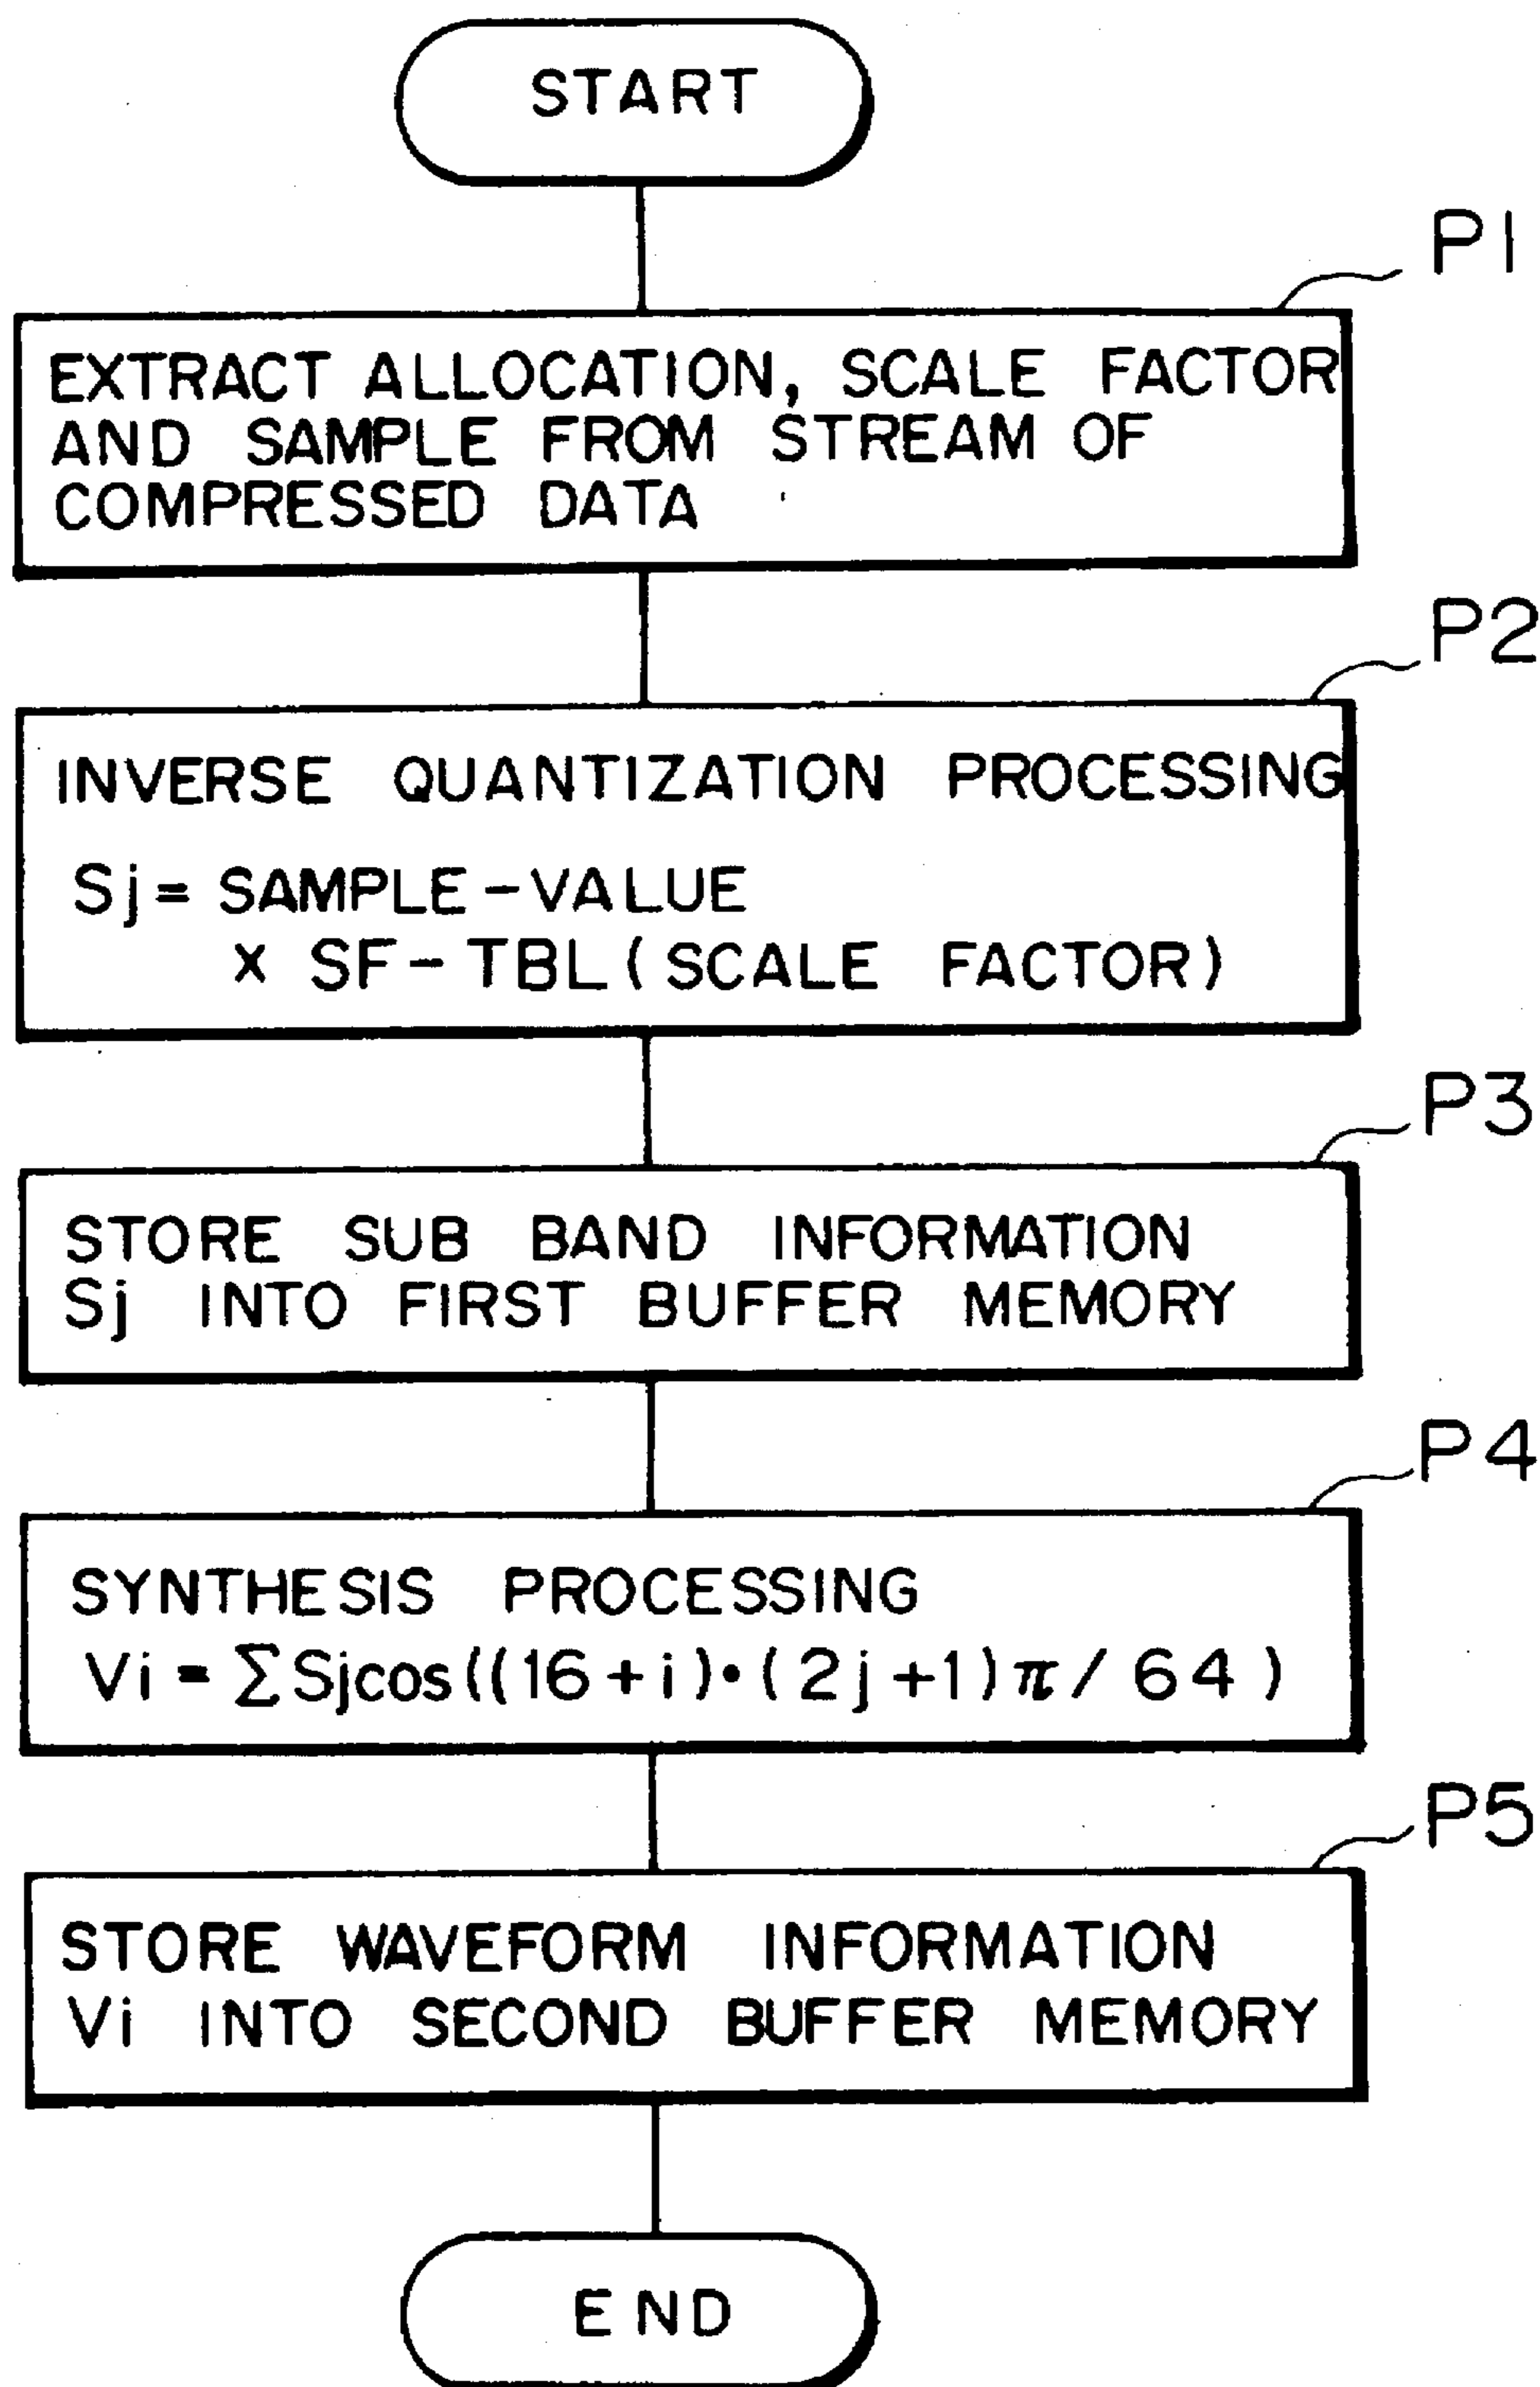 START
P1
EXTRACT ALLOCATION, SCALE FACTOR
AND SAMPLE FROM STREAM OF
COMPRESSED DATA
P2
INVERSE QUANTIZATION PROCESSING
Sj = SAMPLE-VALUE
× SF-TBL (SCALE FACTOR)
P3
STORE SUB BAND INFORMATION
Sj INTO FIRST BUFFER MEMORY
P4
SYNTHESIS PROCESSING
Vi = ΣSjcos((16+i)•(2j+1)π/64)
P5
STORE WAVEFORM INFORMATION
Vi INTO SECOND BUFFER MEMORY
END